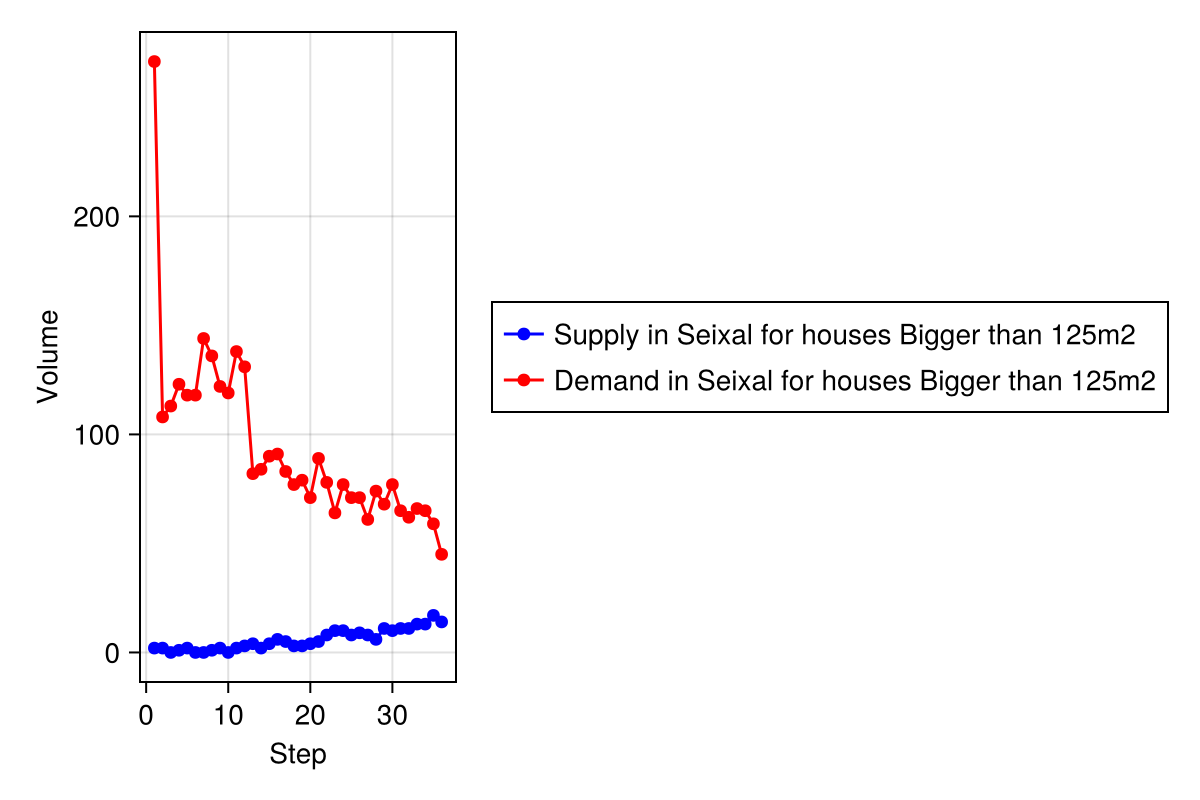 200
100
0
Volume
0 10 20 30
Step
Supply in Seixal for houses Bigger than 125m2
Demand in Seixal for houses Bigger than 125m2